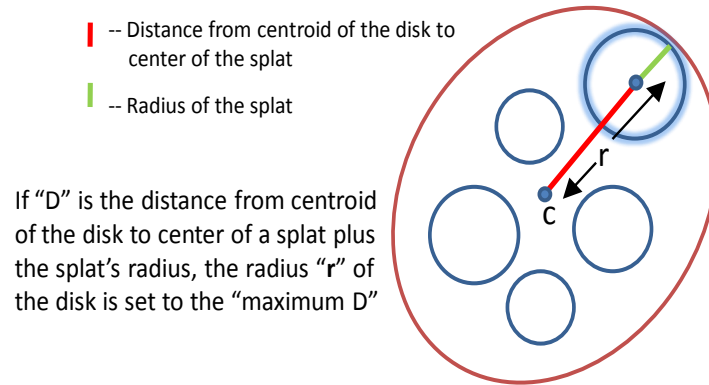 -- Distance from centroid of the disk to
center of the splat
-- Radius of the splat
r
c
If “D” is the distance from centroid
of the disk to center of a splat plus
the splat’s radius, the radius “r” of
the disk is set to the “maximum D”